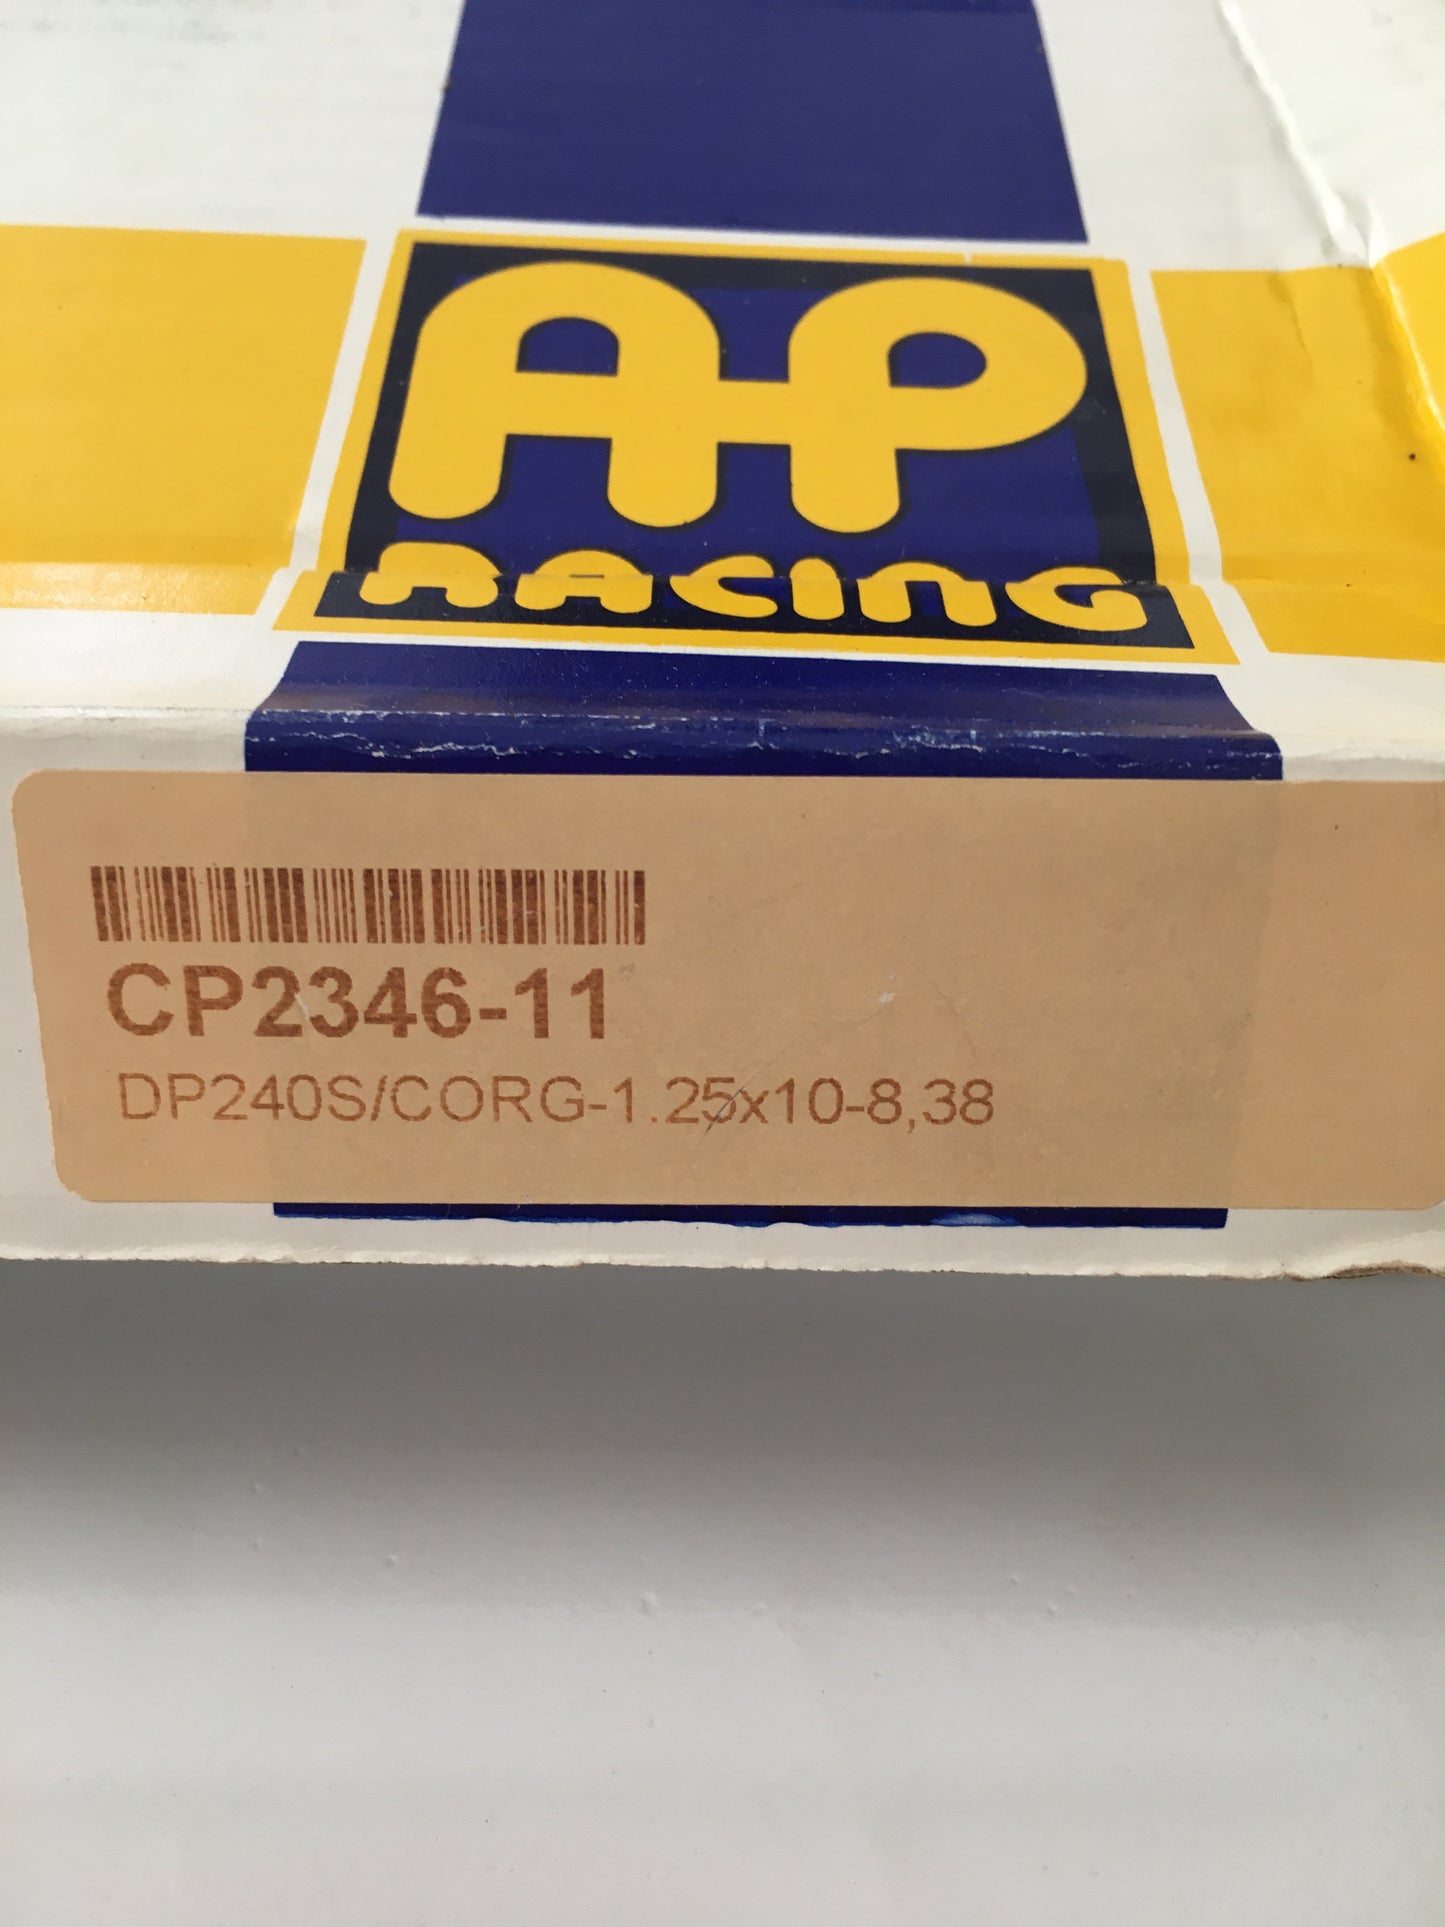 AP
RACING
CP2346-11
DP240S/CORG-1.25x10-8,38